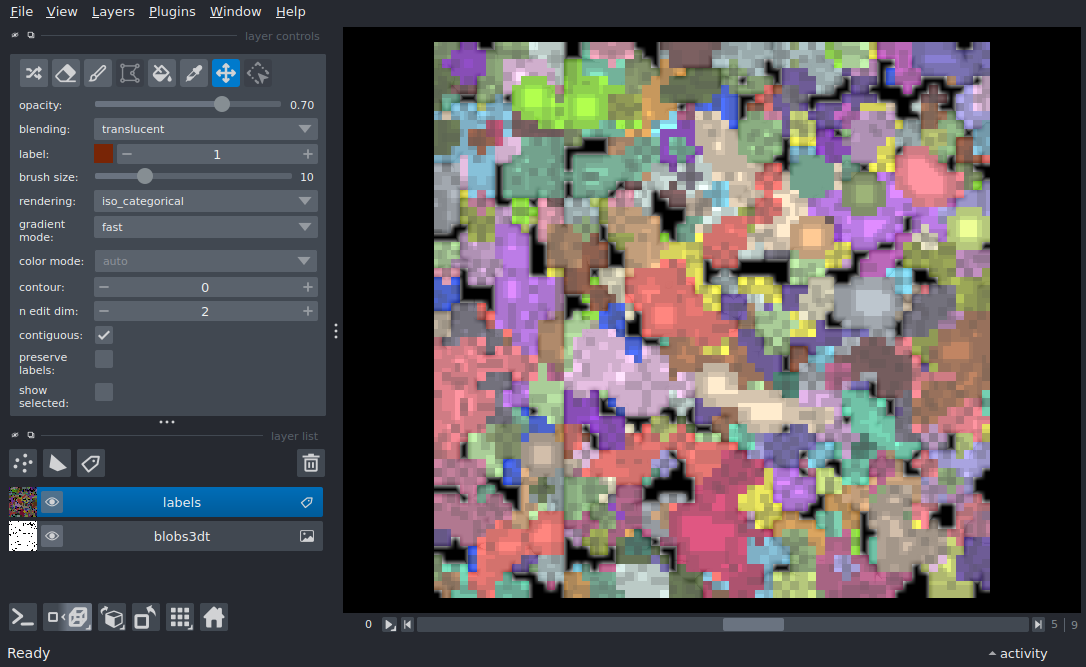 File View Layers Plugins Window Help
layer controls
opacity: 0.70
blending: translucent
label: 1
brush size: 10
rendering: iso_categorical
gradient
mode: fast
color mode: auto
contour: 0
n edit dim: 2
contiguous:
preserve
labels:
show
selected:
layer list
labels
blobs3dt
0 5 | 9
Ready activity